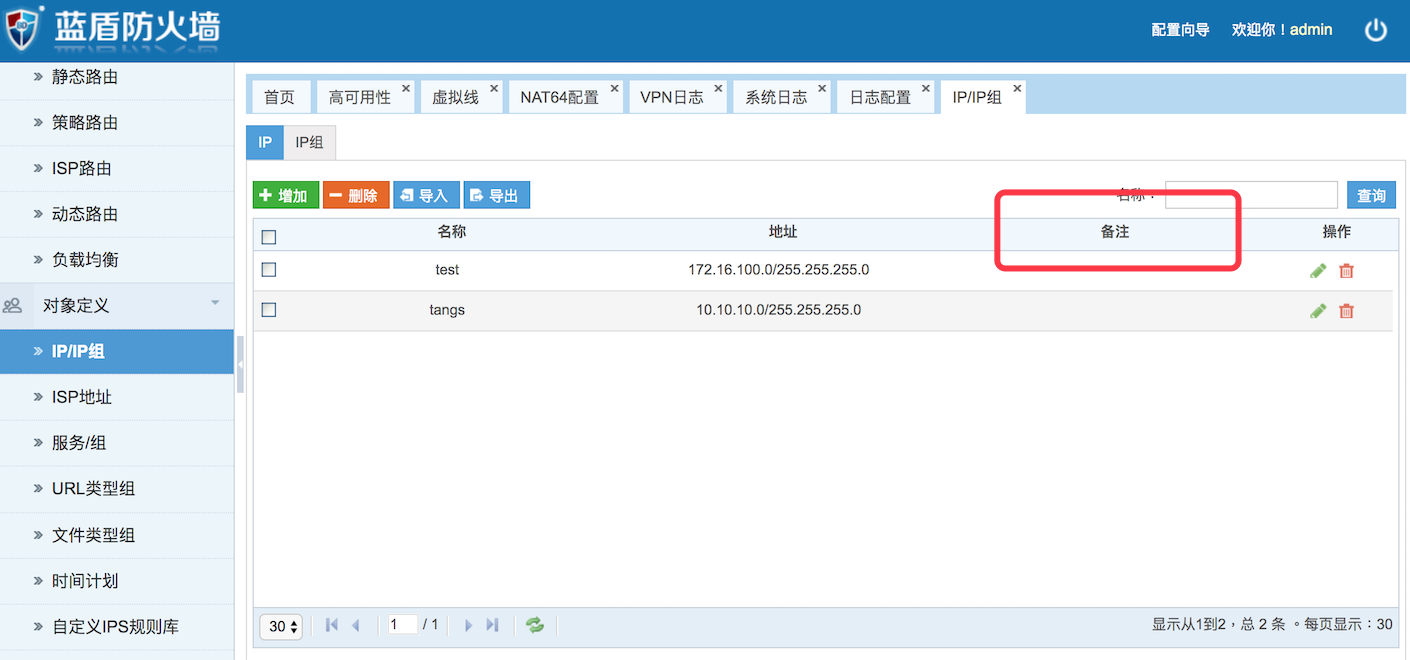 蓝盾防火墙
配置向导 欢迎你！admin
静态路由
策略路由
ISP路由
动态路由
负载均衡
对象定义
IP/IP组
ISP地址
服务/组
URL类型组
文件类型组
时间计划
自定义IPS规则库
首页 高可用性 虚拟线 NAT64配置 VPN日志 系统日志 日志配置 IP/IP组
IP IP组
增加 删除 导入 导出 名称： 查询
名称 地址 备注 操作
test 172.16.100.0/255.255.255.0
tangs 10.10.10.0/255.255.255.0
30 1 / 1 显示从1到2，总 2 条 。每页显示：30